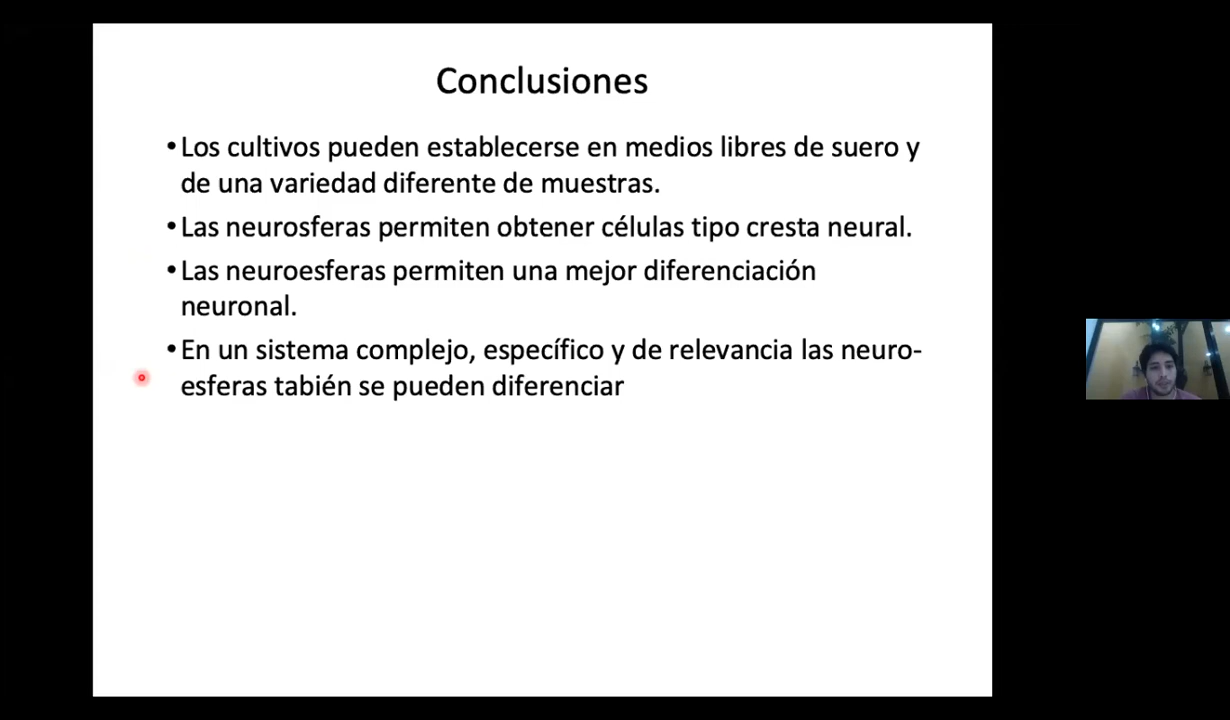 Conclusiones
•Los cultivos pueden establecerse en medios libres de suero y
de una variedad diferente de muestras.
•Las neurosferas permiten obtener células tipo cresta neural.
•Las neuroesferas permiten una mejor diferenciación
neuronal.
•En un sistema complejo, específico y de relevancia las neuro-
esferas tabién se pueden diferenciar